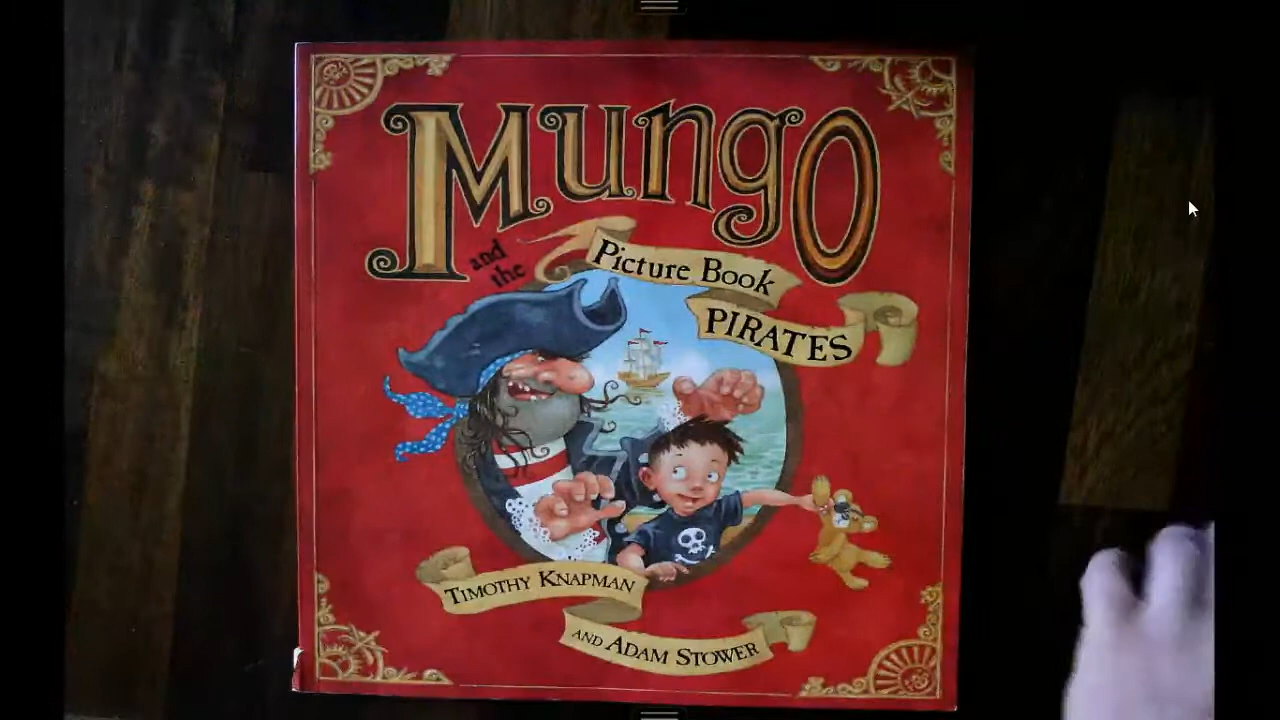 Mungo
and the
Picture Book
PIRATES
TIMOTHY KNAPMAN
AND ADAM STOWER